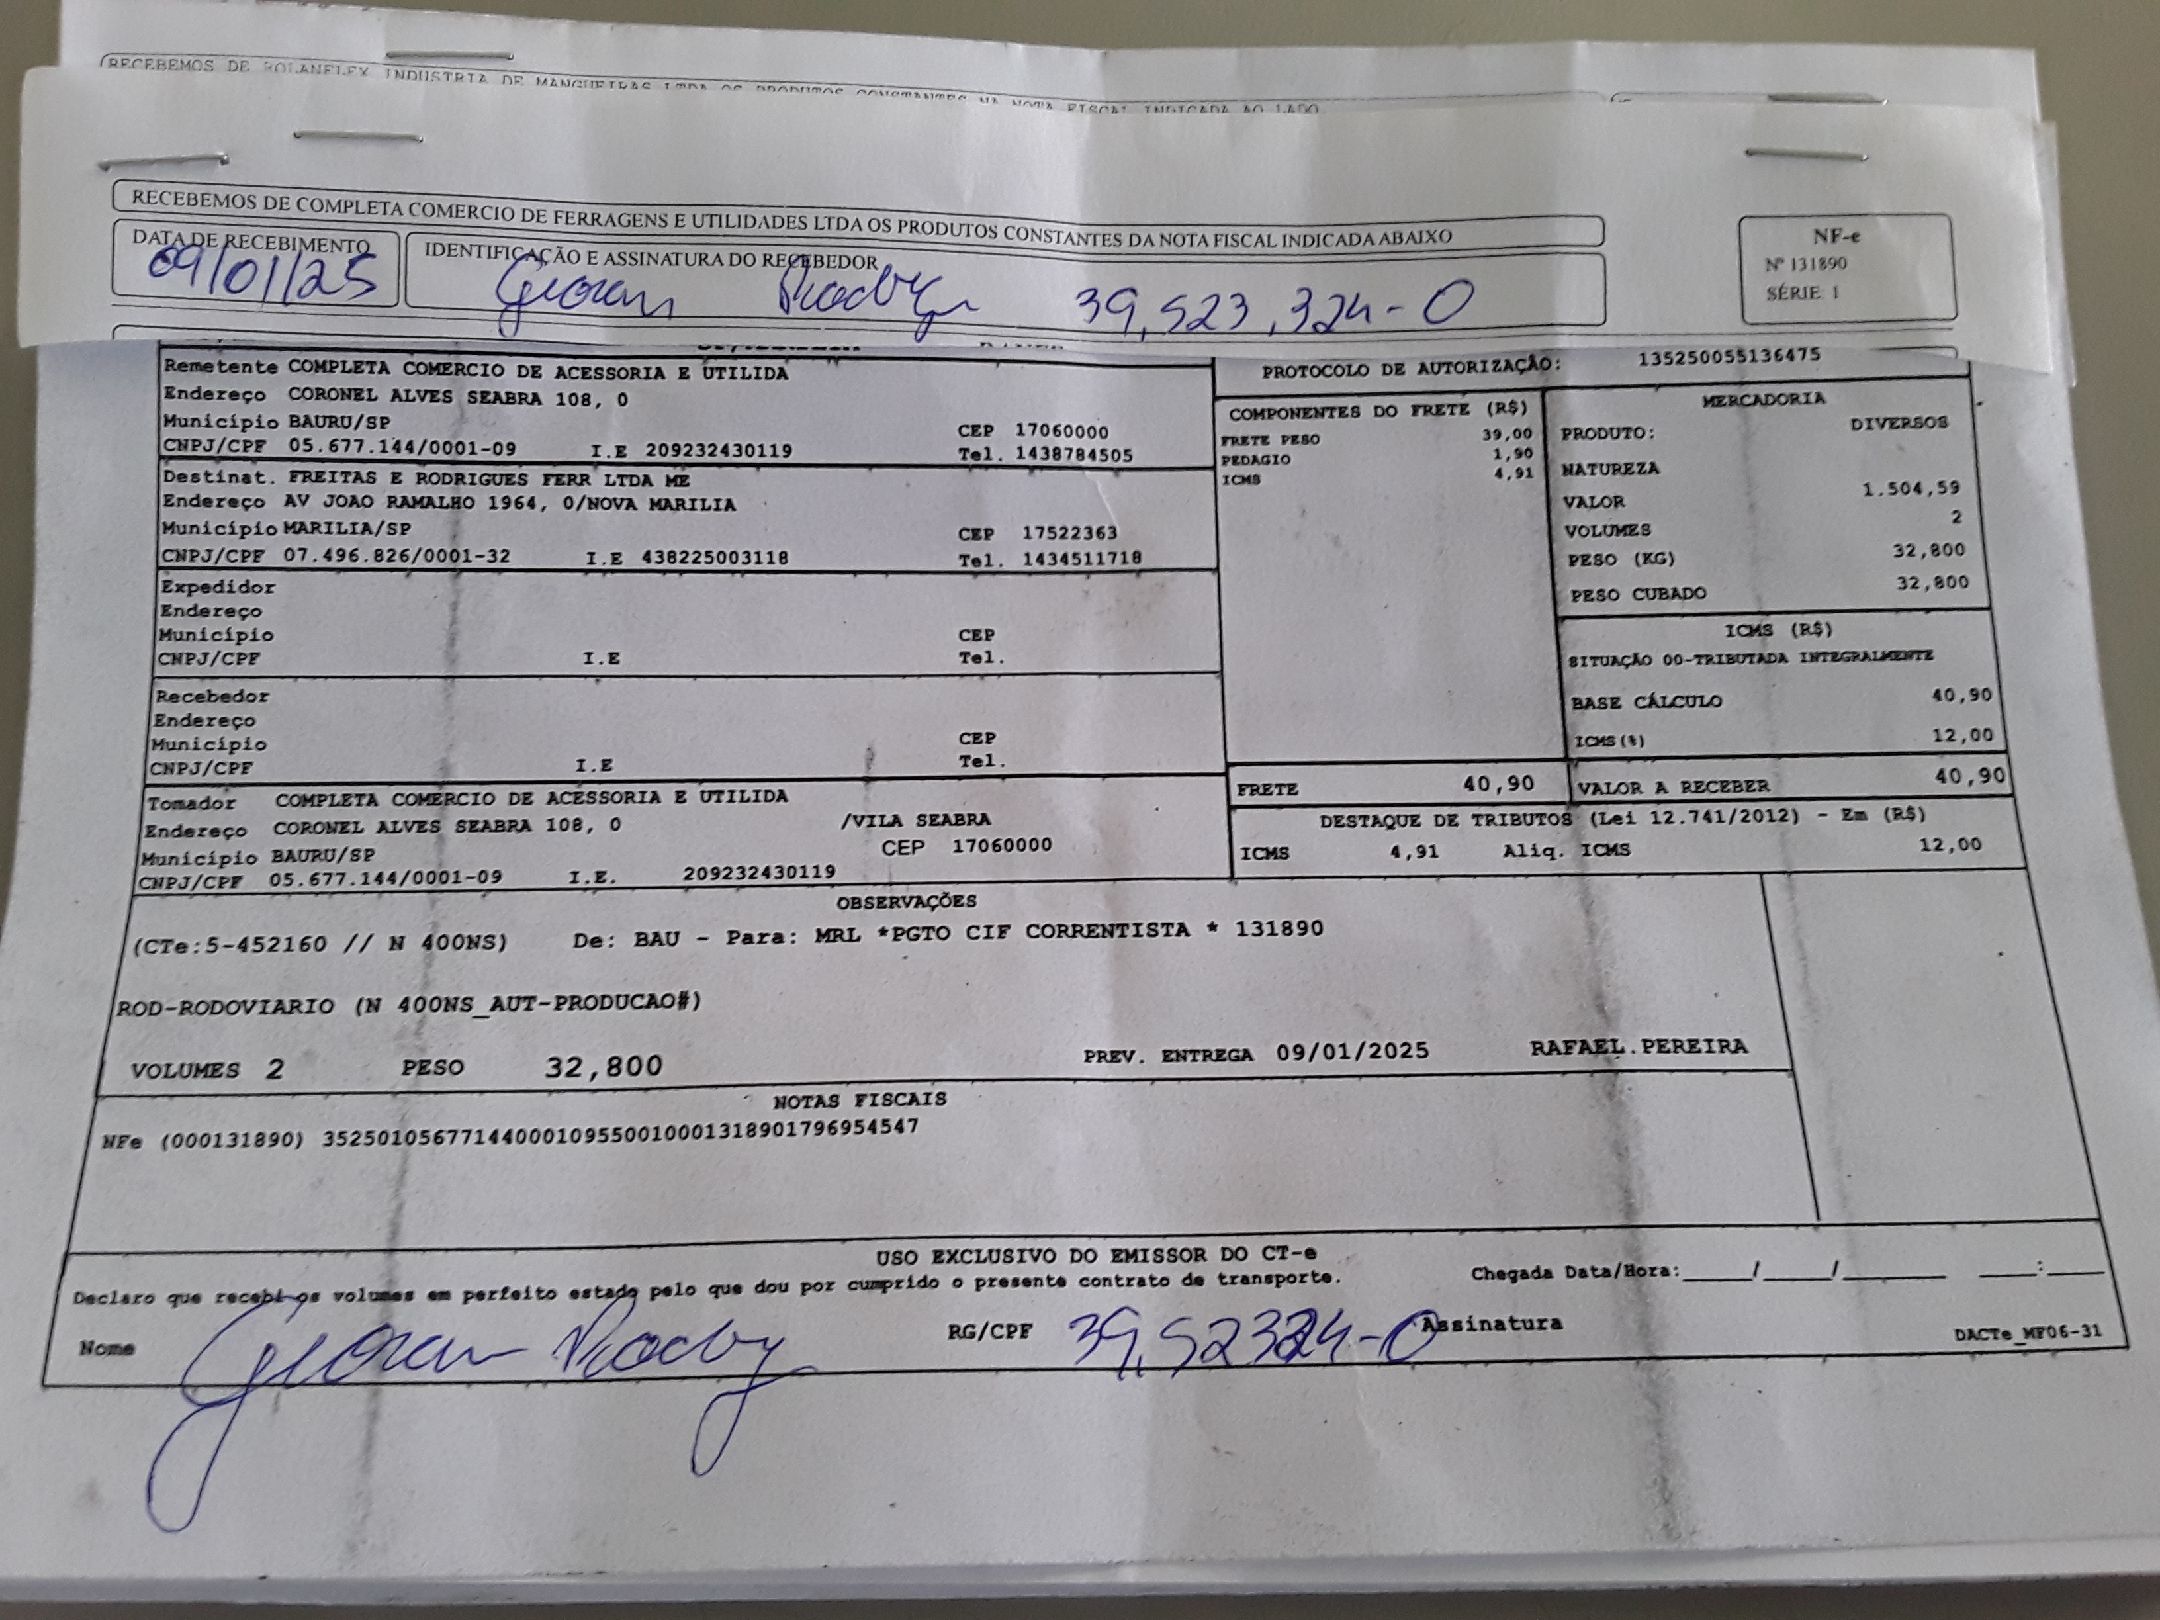 RECEBEMOS DE ROLANFLEX INDUSTRIA DE MANGUEIRAS LTDA OS PRODUTOS CONSTANTES NA NOTA FISCAL INDICADA AO LADO
RECEBEMOS DE COMPLETA COMERCIO DE FERRAGENS E UTILIDADES LTDA OS PRODUTOS CONSTANTES DA NOTA FISCAL INDICADA ABAIXO
NF-e
Nº 131890
SÉRIE 1
DATA DE RECEBIMENTO
09/01/25
IDENTIFICAÇÃO E ASSINATURA DO RECEBEDOR
39,523,324-0
Remetente COMPLETA COMERCIO DE ACESSORIA E UTILIDA
Endereço CORONEL ALVES SEABRA 108, 0
Município BAURU/SP CEP 17060000
CNPJ/CPF 05.677.144/0001-09 I.E 209232430119 Tel. 1438784505
Destinat. FREITAS E RODRIGUES FERR LTDA ME
Endereço AV JOAO RAMALHO 1964, 0/NOVA MARILIA
Município MARILIA/SP CEP 17522363
CNPJ/CPF 07.496.826/0001-32 I.E 438225003118 Tel. 1434511718
Expedidor
Endereço
Município CEP
CNPJ/CPF I.E Tel.
Recebedor
Endereço
Município CEP
CNPJ/CPF I.E Tel.
Tomador COMPLETA COMERCIO DE ACESSORIA E UTILIDA
Endereço CORONEL ALVES SEABRA 108, 0 /VILA SEABRA
Município BAURU/SP CEP 17060000
CNPJ/CPF 05.677.144/0001-09 I.E. 209232430119
PROTOCOLO DE AUTORIZAÇÃO: 135250055136475
COMPONENTES DO FRETE (R$)
FRETE PESO 39,00
PEDAGIO 1,90
ICMS 4,91
MERCADORIA
PRODUTO: DIVERSOS
NATUREZA
VALOR 1.504,59
VOLUMES 2
PESO (KG) 32,800
PESO CUBADO 32,800
ICMS (R$)
SITUAÇÃO 00-TRIBUTADA INTEGRALMENTE
BASE CÁLCULO 40,90
ICMS(%) 12,00
FRETE 40,90
VALOR A RECEBER 40,90
DESTAQUE DE TRIBUTOS (Lei 12.741/2012) - Em (R$)
ICMS 4,91 Aliq. ICMS 12,00
OBSERVAÇÕES
(CTe:5-452160 // N 400NS) De: BAU - Para: MRL *PGTO CIF CORRENTISTA * 131890
ROD-RODOVIARIO (N 400NS_AUT-PRODUCAO#)
VOLUMES 2 PESO 32,800 PREV. ENTREGA 09/01/2025 RAFAEL.PEREIRA
NOTAS FISCAIS
NFe (000131890) 35250105677144000109550010001318901796954547
USO EXCLUSIVO DO EMISSOR DO CT-e
Declaro que recebi os volumes em perfeito estado pelo que dou por cumprido o presente contrato de transporte. Chegada Data/Hora:_____/_____/_______ ____:____
Nome RG/CPF 39,52324-0 Assinatura
DACTe_MF06-31